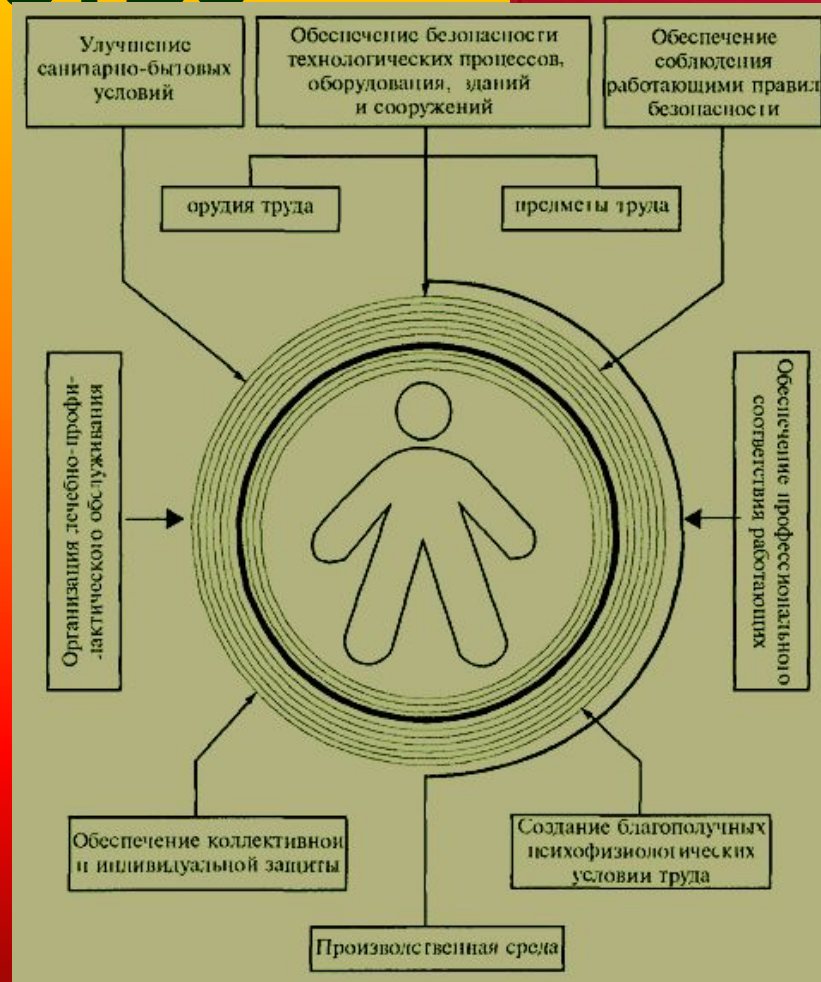 Улучшение
санитарно-бытовых
условий
Обеспечение безопасности
технологических процессов,
оборудования, зданий
и сооружений
Обеспечение
соблюдения
работающими правил
безопасности
орудия труда
предметы труда
Организация лечебно-профи-
лактического обслуживания
Обеспечение профессионального
соответствия работающих
Обеспечение коллективной
и индивидуальной защиты
Создание благополучных
психофизиологических
условии труда
Производственная среда